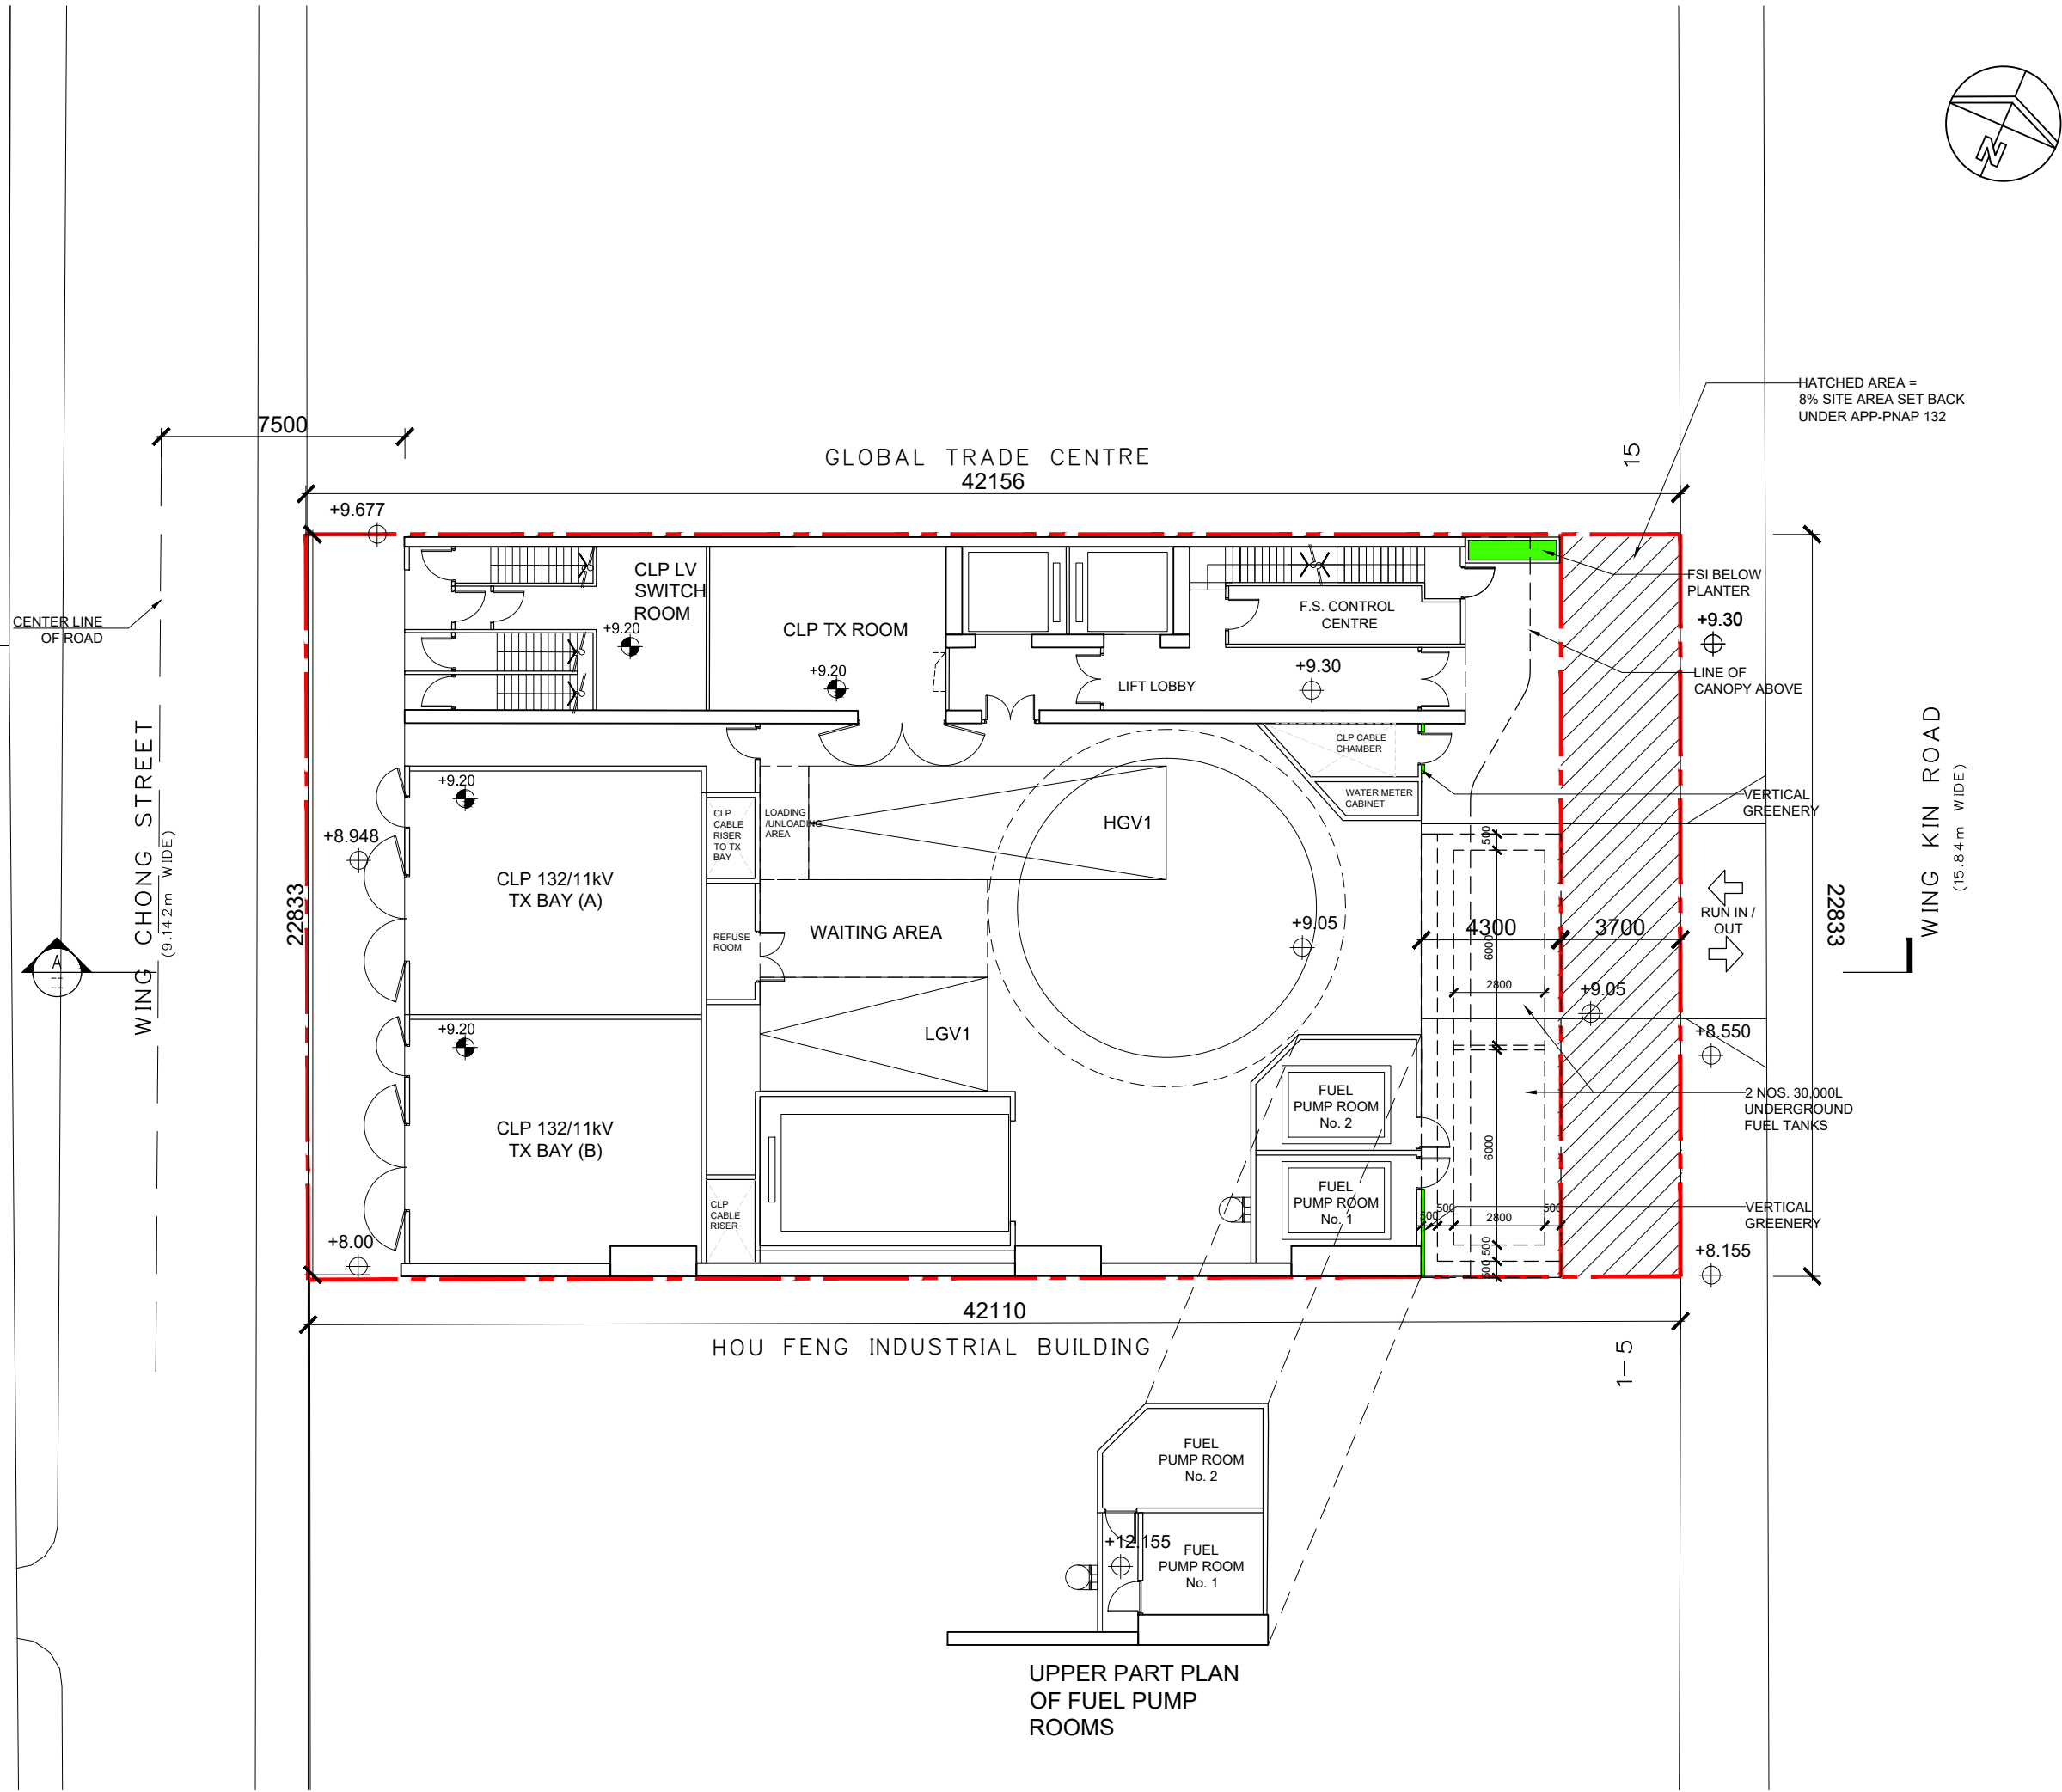 N
HATCHED AREA =
8% SITE AREA SET BACK
UNDER APP-PNAP 132
7500
GLOBAL TRADE CENTRE
15
42156
+9.677
CLP LV
SWITCH
ROOM
+9.20
CLP TX ROOM
+9.20
F.S. CONTROL
CENTRE
FSI BELOW
PLANTER
+9.30
CENTER LINE
OF ROAD
LIFT LOBBY
+9.30
LINE OF
CANOPY ABOVE
WING CHONG STREET
(9.142m WIDE)
WING KIN ROAD
(15.84m WIDE)
CLP CABLE
CHAMBER
WATER METER
CABINET
VERTICAL
GREENERY
+9.20
CLP
CABLE
RISER
TO TX
BAY
LOADING
/UNLOADING
AREA
HGV1
+8.948
CLP 132/11kV
TX BAY (A)
22833
REFUSE
ROOM
WAITING AREA
+9.05
500
4300
3700
6000
2800
RUN IN /
OUT
22833
A
--
--
+9.05
+9.20
LGV1
+8.550
FUEL
PUMP ROOM
No. 2
2 NOS. 30,000L
UNDERGROUND
FUEL TANKS
CLP 132/11kV
TX BAY (B)
6000
FUEL
PUMP ROOM
No. 1
CLP
CABLE
RISER
500
500
2800
500
VERTICAL
GREENERY
+8.00
500
500
+8.155
42110
HOU FENG INDUSTRIAL BUILDING
1-5
FUEL
PUMP ROOM
No. 2
+12.155
FUEL
PUMP ROOM
No. 1
UPPER PART PLAN
OF FUEL PUMP
ROOMS